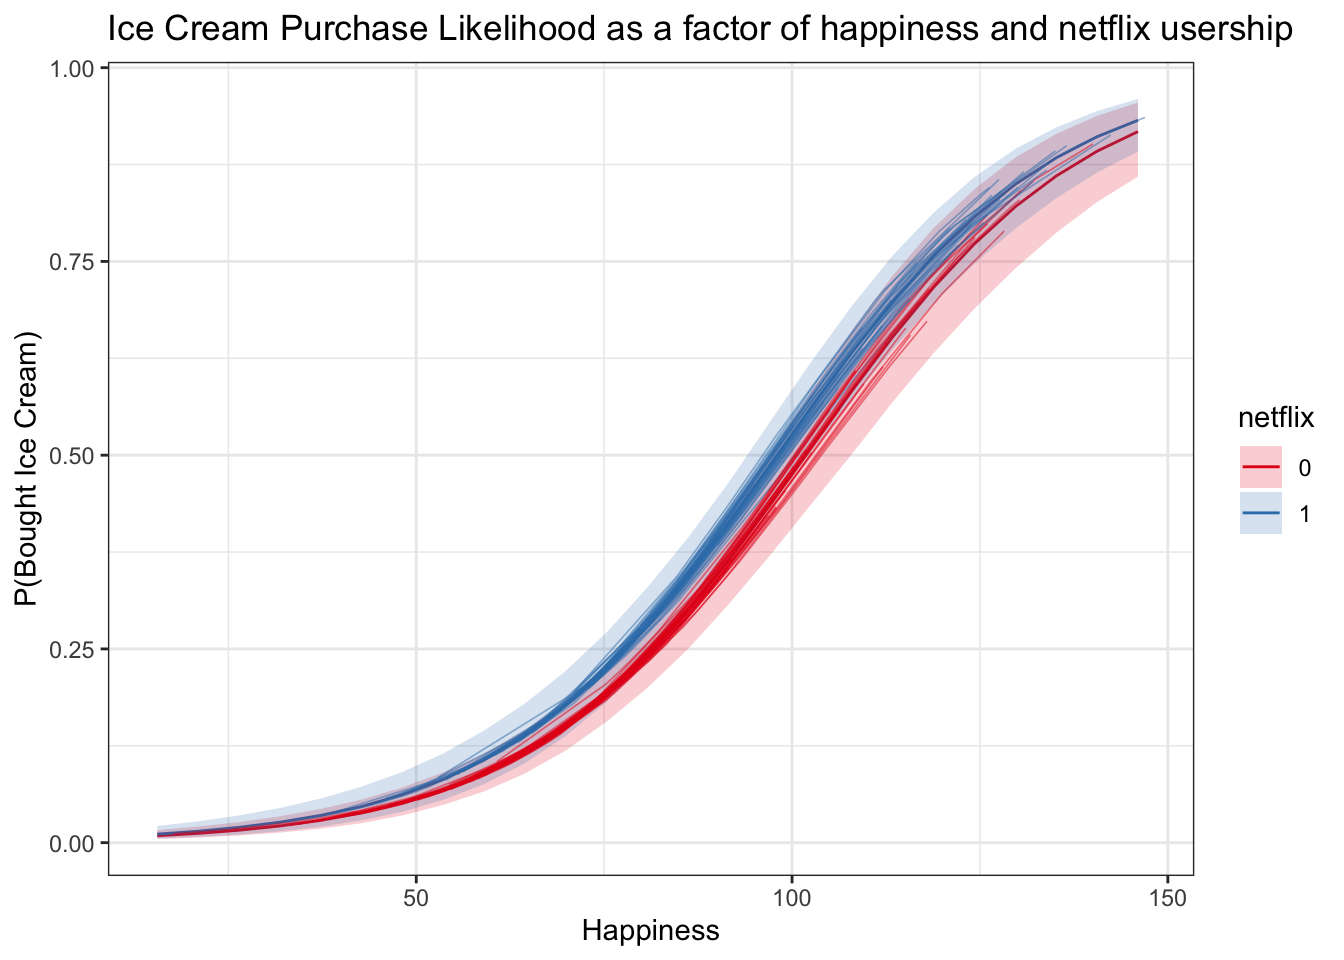 Ice Cream Purchase Likelihood as a factor of happiness and netflix usership
1.00
0.75
0.50
0.25
0.00
P(Bought Ice Cream)
50
100
150
Happiness
netflix
0
1